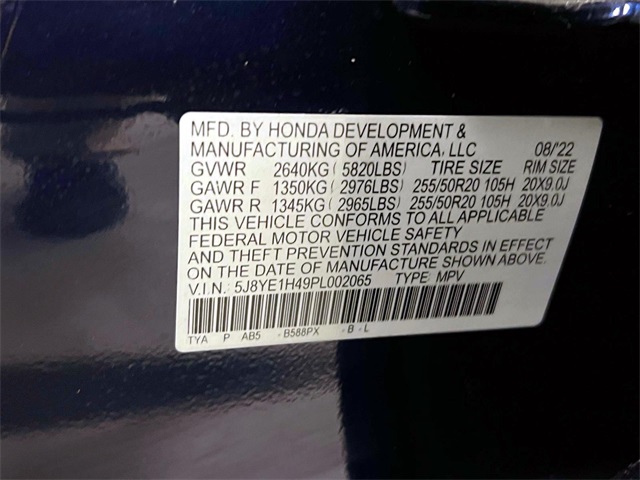 MFD. BY HONDA DEVELOPMENT &
MANUFACTURING OF AMERICA, LLC 08/'22
GVWR 2640KG ( 5820LBS) TIRE SIZE RIM SIZE
GAWR F 1350KG ( 2976LBS) 255/50R20 105H 20X9.0J
GAWR R 1345KG ( 2965LBS) 255/50R20 105H 20X9.0J
THIS VEHICLE CONFORMS TO ALL APPLICABLE
FEDERAL MOTOR VEHICLE SAFETY
AND THEFT PREVENTION STANDARDS IN EFFECT
ON THE DATE OF MANUFACTURE SHOWN ABOVE.
V.I.N.: 5J8YE1H49PL002065 TYPE: MPV
TYA P AB5 -B588PX -B - L